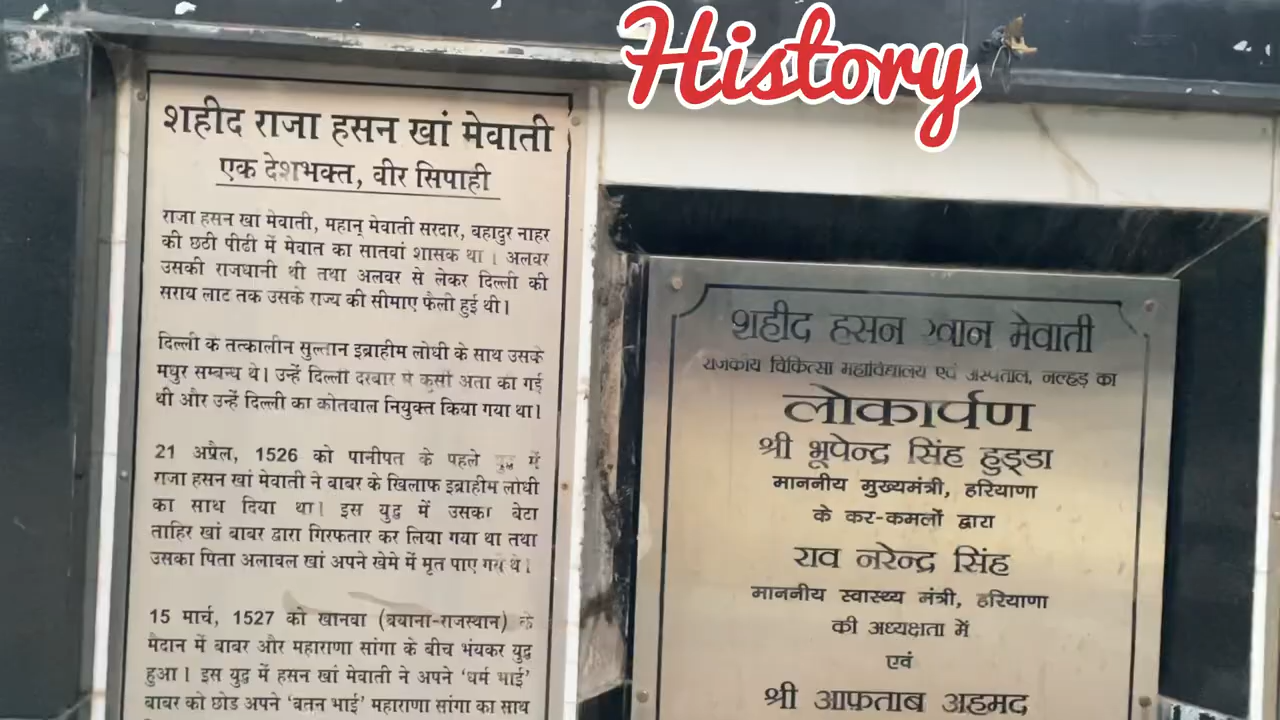 History
शहीद राजा हसन खां मेवाती
एक देशभक्त, वीर सिपाही
राजा हसन खां मेवाती, महान् मेवाती सरदार, बहादुर नाहर
की छठी पीढी में मेवात का सातवां शासक था । अलवर
उसकी राजधानी थी तथा अलवर से लेकर दिल्ली की
सराय लाट तक उसके राज्य की सीमाए फैली हुई थी।
दिल्ली के तत्कालीन सुल्तान इब्राहीम लोधी के साथ उसके
मधुर सम्बन्ध थे। उन्हें दिल्ली दरबार में कुर्सी अता की गई
थी और उन्हें दिल्ली का कोतवाल नियुक्त किया गया था।
21 अप्रैल, 1526 को पानीपत के पहले युद्ध में
राजा हसन खां मेवाती ने बाबर के खिलाफ इब्राहीम लोधी
का साथ दिया था। इस युद्ध में उसका बेटा
ताहिर खां बाबर द्वारा गिरफतार कर लिया गया था तथा
उसका पिता अलावल खां अपने खेमे में मृत पाए गये थे।
15 मार्च, 1527 को खानवा (बयाना-राजस्थान) के
मैदान में बाबर और महाराणा सांगा के बीच भंयकर युद्ध
हुआ। इस युद्ध में हसन खां मेवाती ने अपने 'धर्म भाई'
बाबर को छोड अपने 'वतन भाई' महाराणा सांगा का साथ
शहीद हसन खान मेवाती
राजकीय चिकित्सा महाविधालय एवं अस्पताल, नल्हड़ का
लोकार्पण
श्री भूपेन्द्र सिंह हुड्डा
माननीय मुख्यमंत्री, हरियाणा
के कर-कमलों द्वारा
राव नरेन्द्र सिंह
माननीय स्वास्थ्य मंत्री, हरियाणा
की अध्यक्षता में
एवं
श्री आफ़ताब अहमद